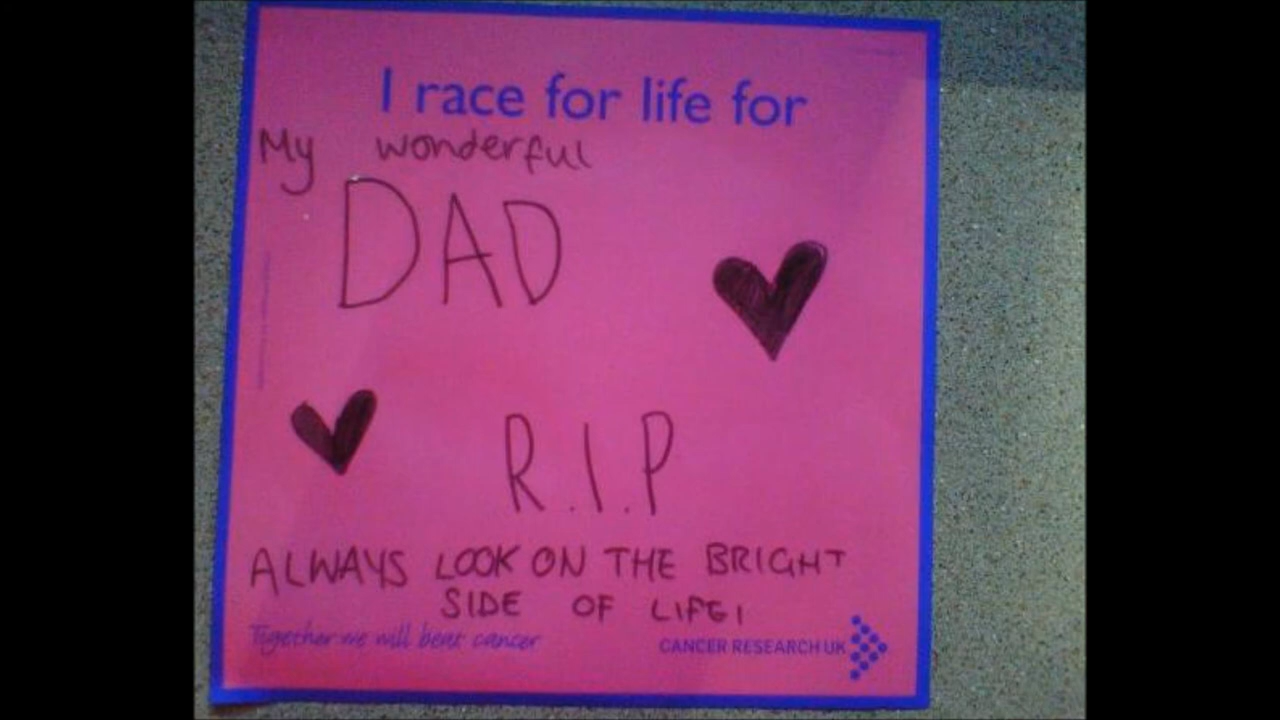 I race for life for
My wonderful
DAD
R.I.P
ALWAYS LOOK ON THE BRIGHT
SIDE OF LIFE!
Together we will beat cancer
CANCER RESEARCH UK